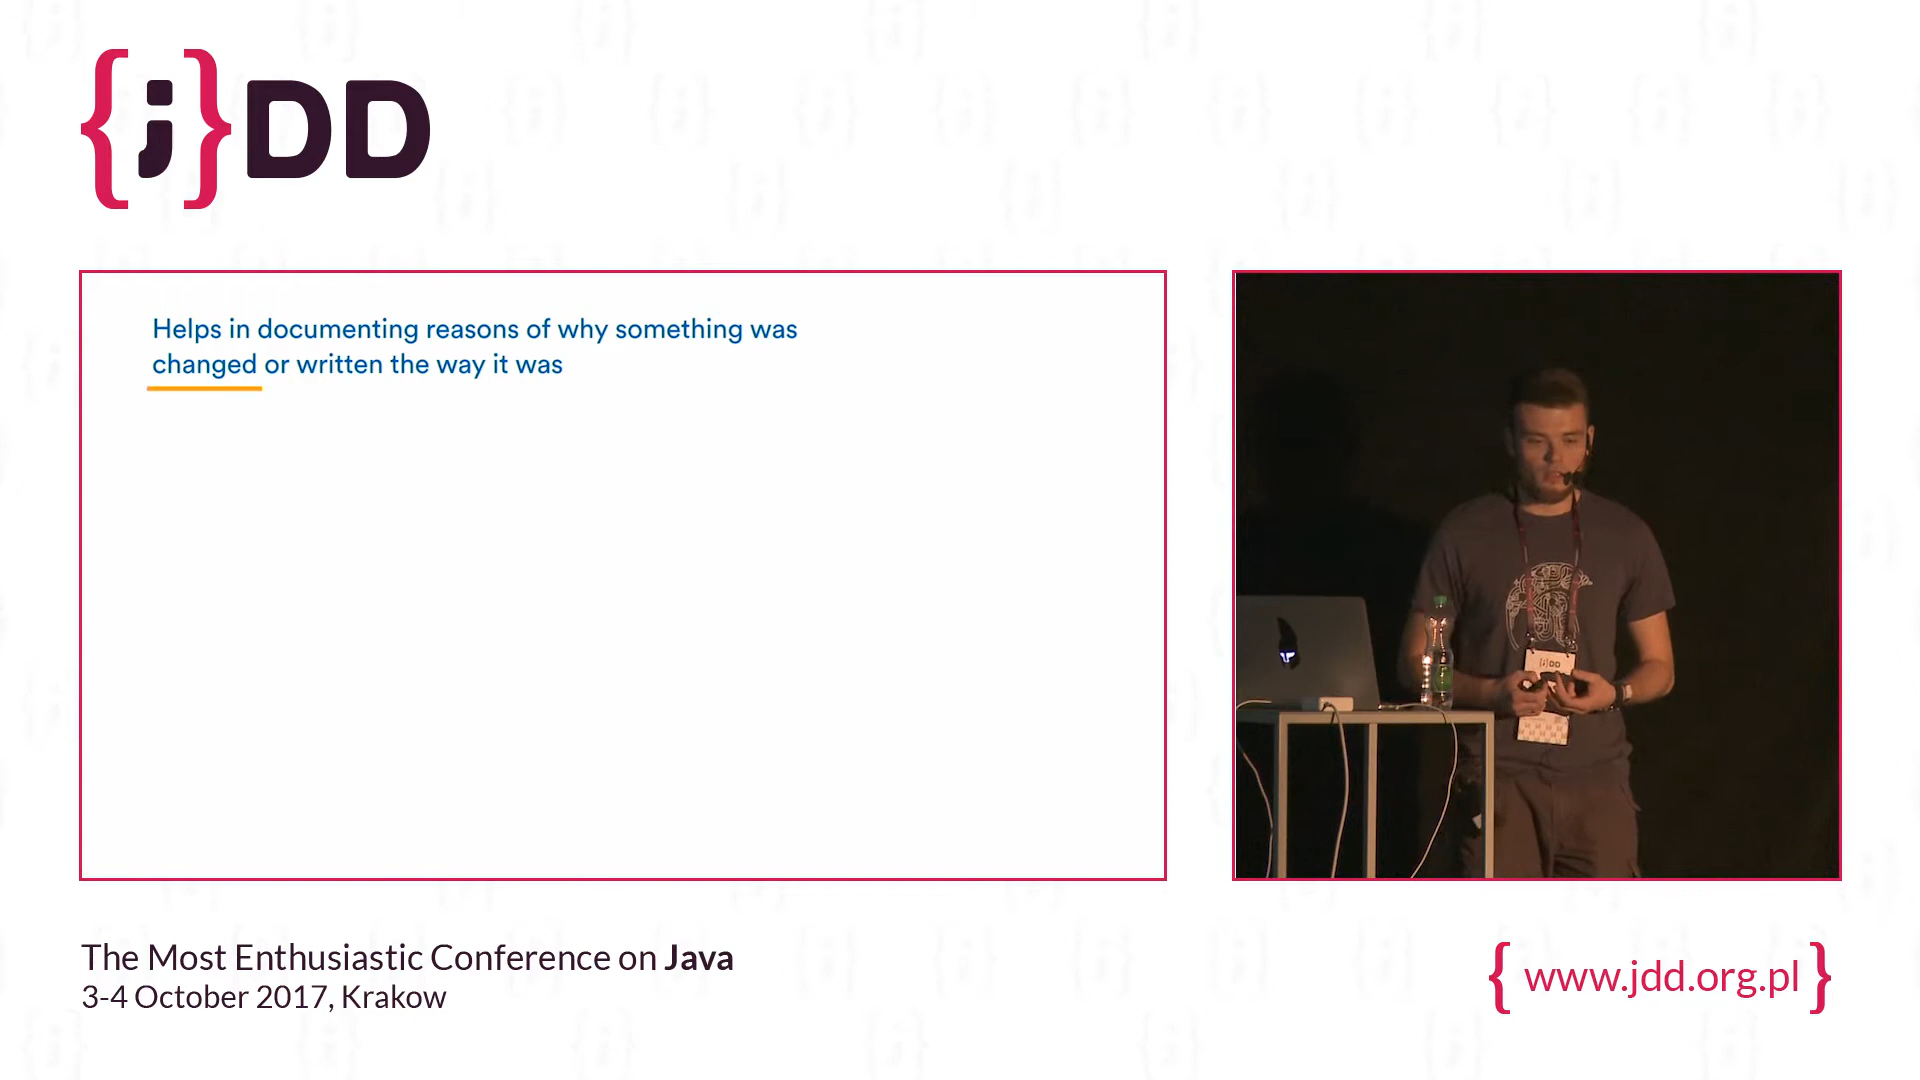 {;}DD
Helps in documenting reasons of why something was
changed or written the way it was
{j}DD
The Most Enthusiastic Conference on Java
3-4 October 2017, Krakow
{ www.jdd.org.pl }